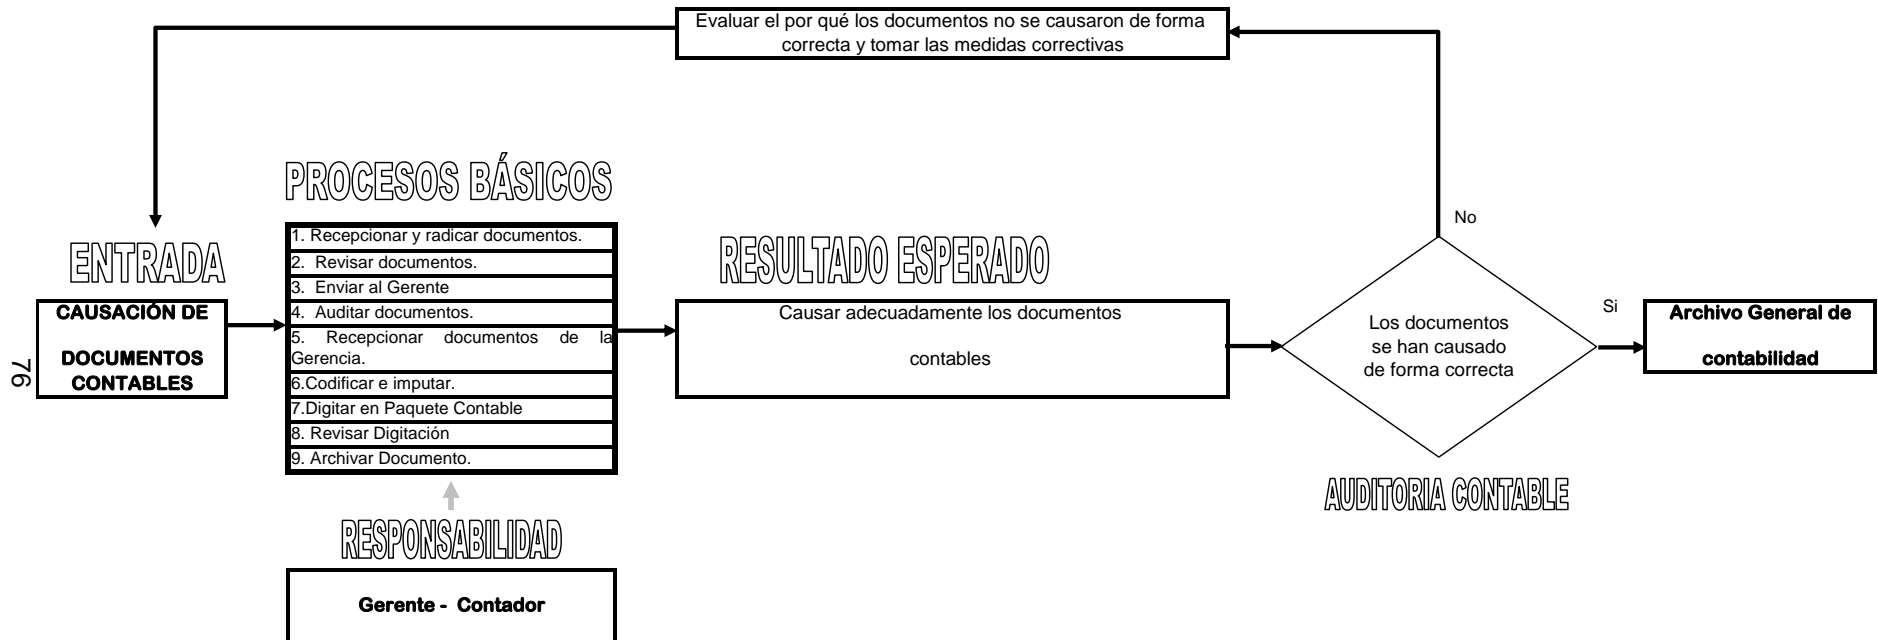 Evaluar el por qué los documentos no se causaron de forma
correcta y tomar las medidas correctivas
PROCESOS BÁSICOS
ENTRADA
CAUSACIÓN DE
DOCUMENTOS
CONTABLES
76
1. Recepcionar y radicar documentos.
2. Revisar documentos.
3. Enviar al Gerente
4. Auditar documentos.
5. Recepcionar documentos de la
Gerencia.
6.Codificar e imputar.
7.Digitar en Paquete Contable
8. Revisar Digitación
9. Archivar Documento.
RESPONSABILIDAD
Gerente - Contador
RESULTADO ESPERADO
Causar adecuadamente los documentos
contables
No
Los documentos
se han causado
de forma correcta
AUDITORIA CONTABLE
Si
Archivo General de
contabilidad